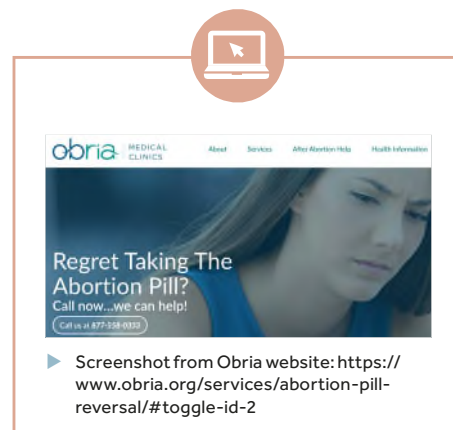 obria MEDICAL
CLINICS
About Services After Abortion Help Health Information
Regret Taking The
Abortion Pill?
Call now...we can help!
Call us at 877-358-0333
Screenshot from Obria website: https://
www.obria.org/services/abortion-pill-
reversal/#toggle-id-2